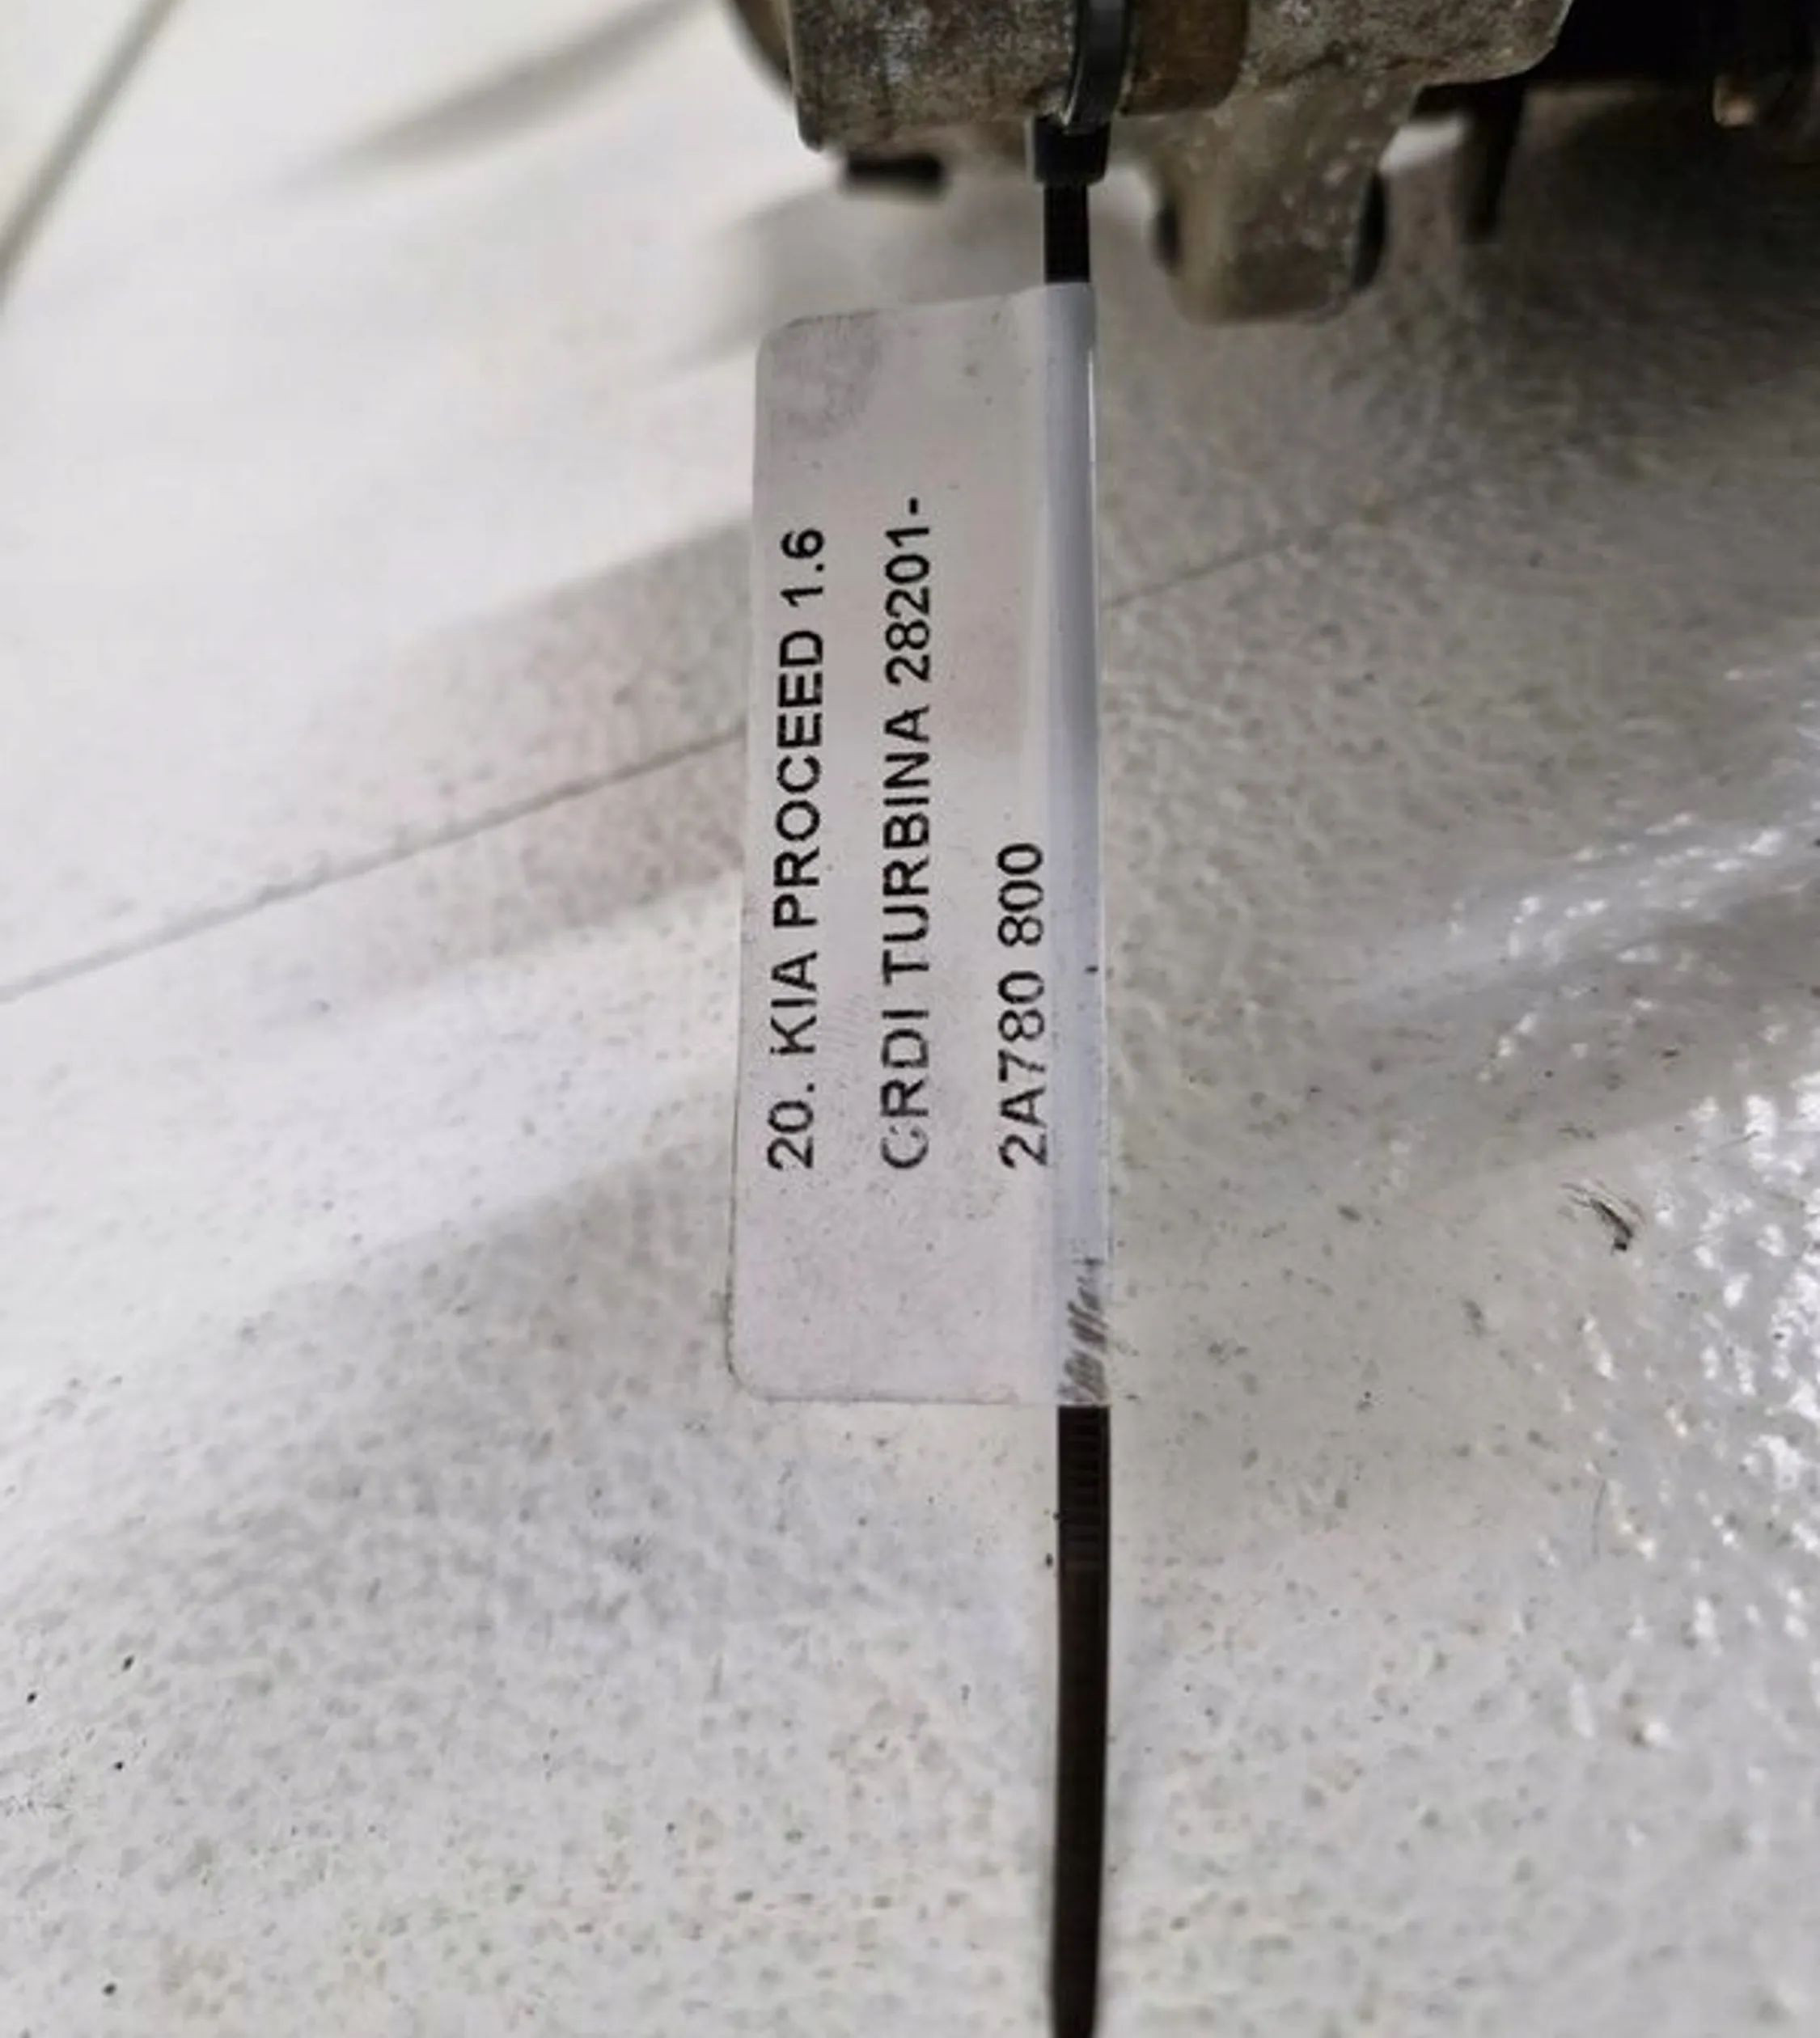 20. KIA PROCEED 1.6
CRDI TURBINA 28201-
2A780 800